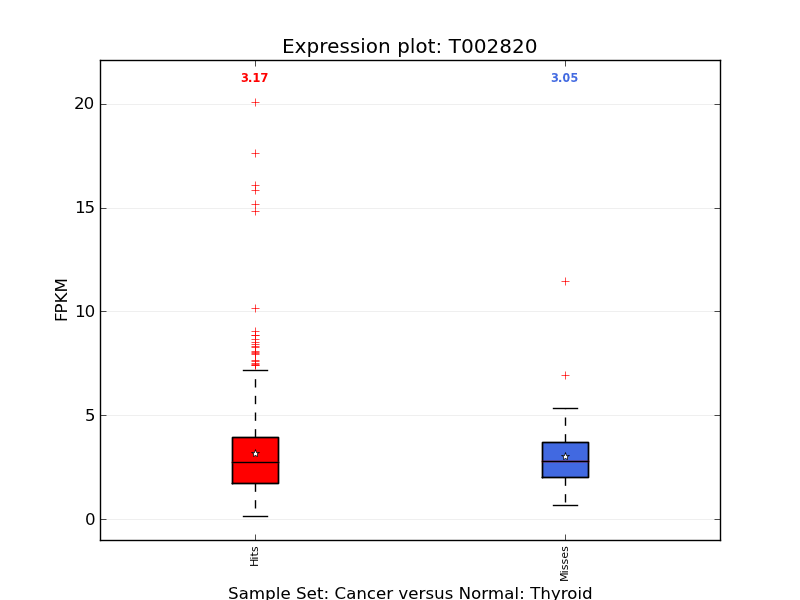 Expression plot: T002820
3.17
3.05
20
15
10
5
0
FPKM
Hits
Misses
Sample Set: Cancer versus Normal: Thyroid